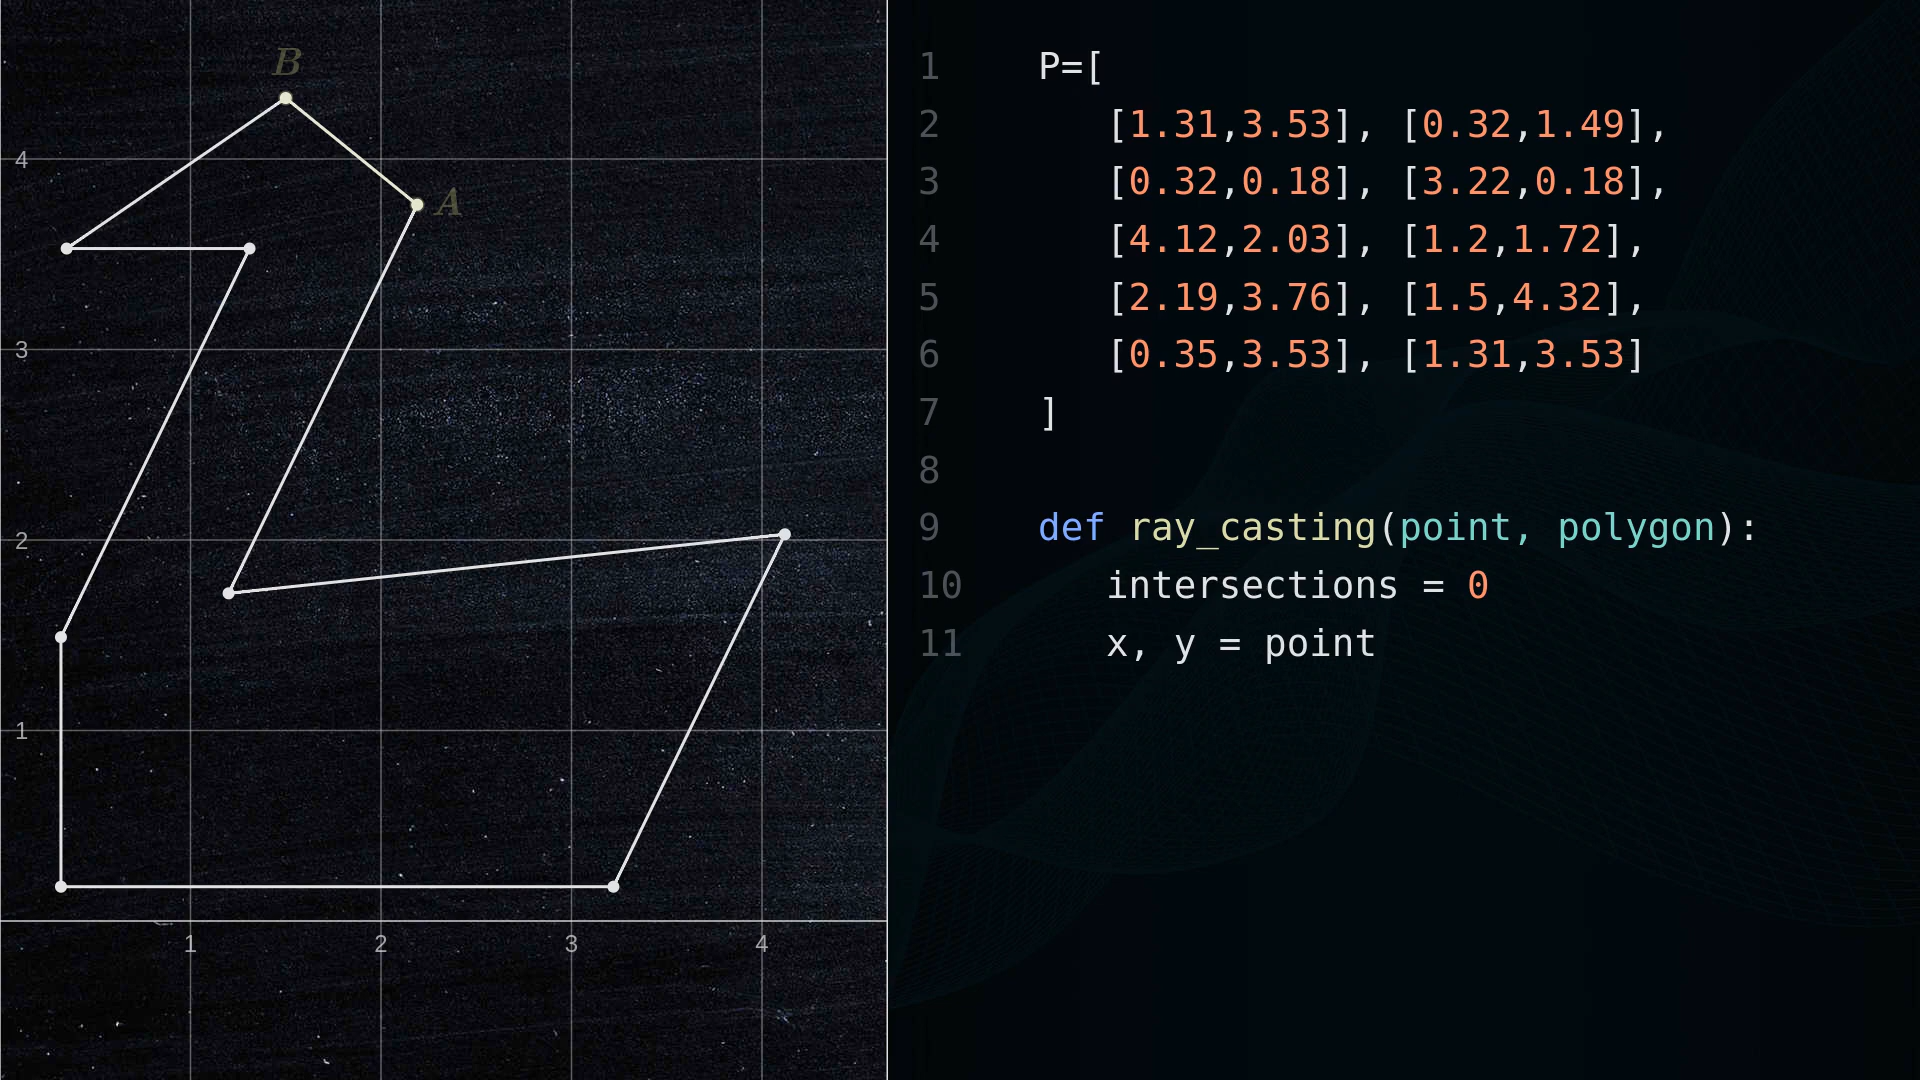 B
A
4
3
2
1
1 2 3 4
1 P=[
2 [1.31,3.53], [0.32,1.49],
3 [0.32,0.18], [3.22,0.18],
4 [4.12,2.03], [1.2,1.72],
5 [2.19,3.76], [1.5,4.32],
6 [0.35,3.53], [1.31,3.53]
7 ]
8
9 def ray_casting(point, polygon):
10 intersections = 0
11 x, y = point